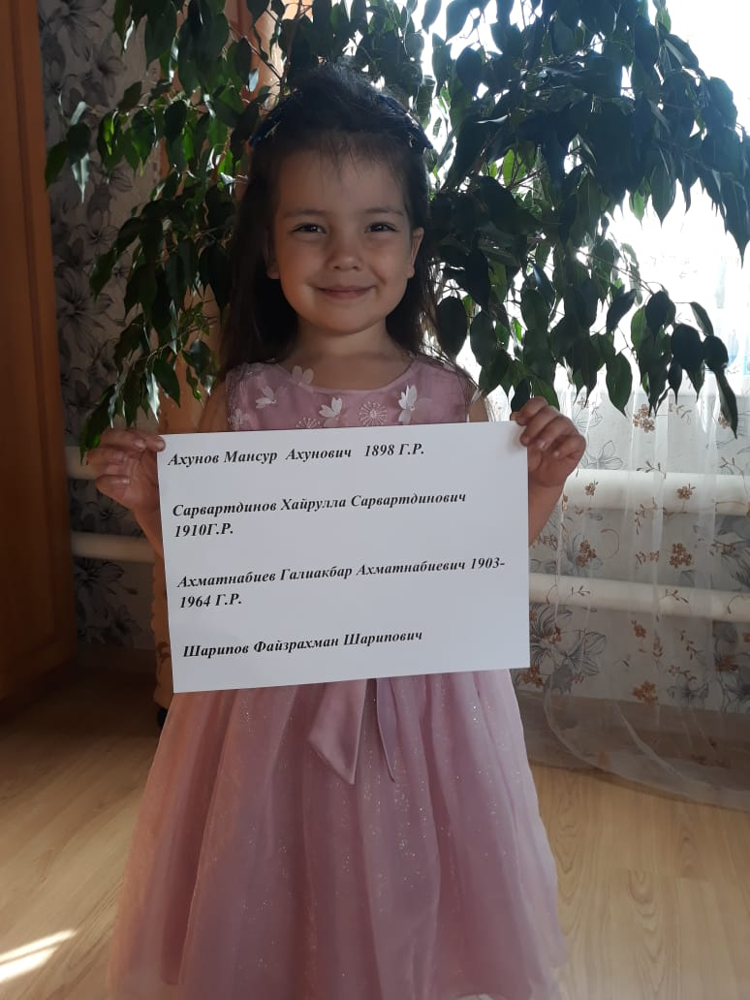 Ахунов Мансур Ахунович 1898 Г.Р.
Сарвартдинов Хайрулла Сарвартдинович
1910Г.Р.
Ахматнабиев Галиакбар Ахматнабиевич 1903-
1964 Г.Р.
Шарипов Файзрахман Шарипович